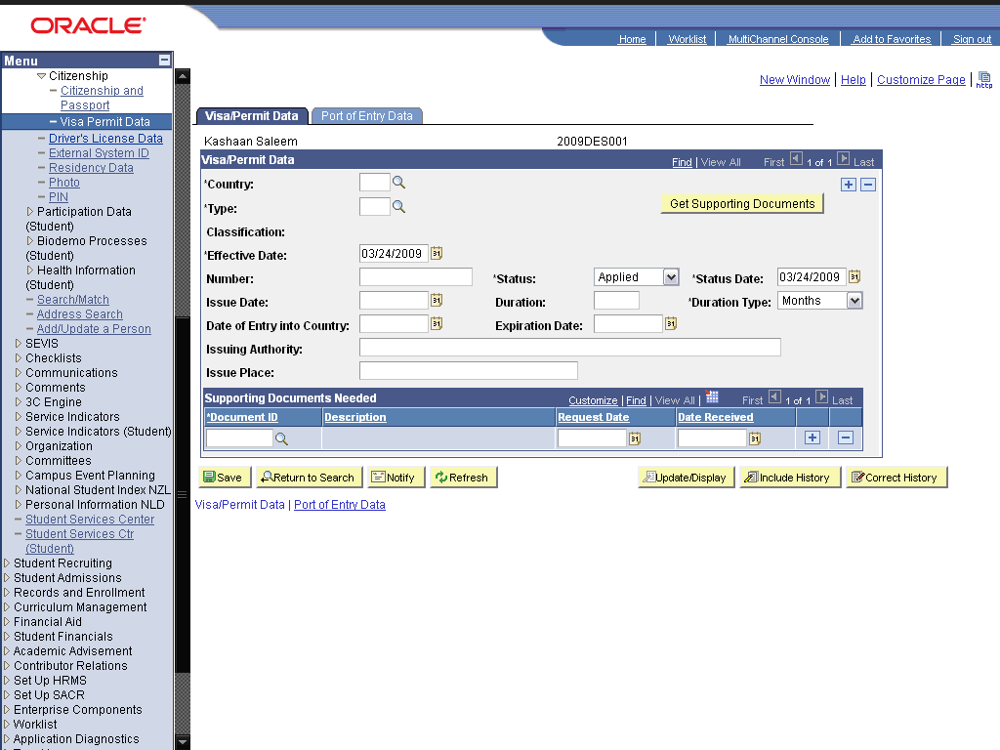 ORACLE®
Home Worklist MultiChannel Console Add to Favorites Sign out
New Window Help Customize Page http
Menu
Citizenship
Citizenship and
Passport
Visa Permit Data
Driver's License Data
External System ID
Residency Data
Photo
PIN
Participation Data
(Student)
Biodemo Processes
(Student)
Health Information
(Student)
Search/Match
Address Search
Add/Update a Person
SEVIS
Checklists
Communications
Comments
3C Engine
Service Indicators
Service Indicators (Student)
Organization
Committees
Campus Event Planning
National Student Index NZL
Personal Information NLD
Student Services Center
Student Services Ctr
(Student)
Student Recruiting
Student Admissions
Records and Enrollment
Curriculum Management
Financial Aid
Student Financials
Academic Advisement
Contributor Relations
Set Up HRMS
Set Up SACR
Enterprise Components
Worklist
Application Diagnostics
Visa/Permit Data Port of Entry Data
Kashaan Saleem 2009DES001
Visa/Permit Data Find | View All First 1 of 1 Last
*Country:
*Type: Get Supporting Documents
Classification:
*Effective Date: 03/24/2009
Number: *Status: Applied *Status Date: 03/24/2009
Issue Date: Duration: *Duration Type: Months
Date of Entry into Country: Expiration Date:
Issuing Authority:
Issue Place:
Supporting Documents Needed Customize | Find | View All | First 1 of 1 Last
*Document ID Description Request Date Date Received
Save Return to Search Notify Refresh Update/Display Include History Correct History
Visa/Permit Data | Port of Entry Data